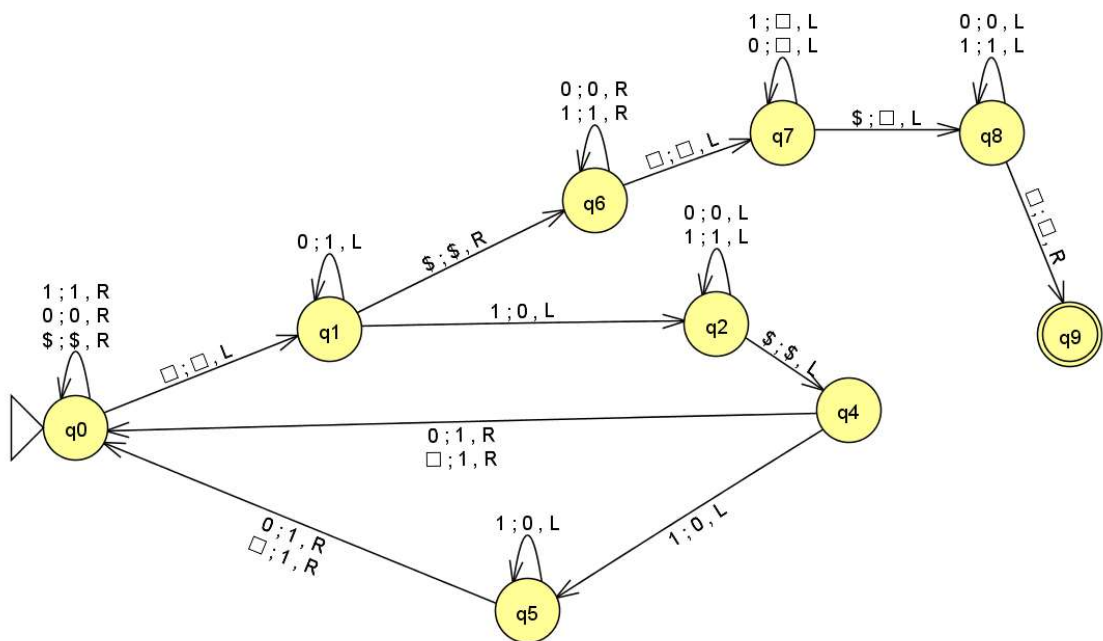 1 ; □ , L
0 ; □ , L
q7
$ ; □ , L
0 ; 0 , L
1 ; 1 , L
q8
0 ; 0 , R
1 ; 1 , R
q6
□ ; □ , L
□ ; □ , R
q9
0 ; 1 , L
q1
$ ; $ , R
1 ; 0 , L
0 ; 0 , L
1 ; 1 , L
q2
$ ; $ , L
q4
1 ; 1 , R
0 ; 0 , R
$ ; $ , R
q0
□ ; □ , L
0 ; 1 , R
□ ; 1 , R
0 ; 1 , R
□ ; 1 , R
1 ; 0 , L
q5
1 ; 0 , L